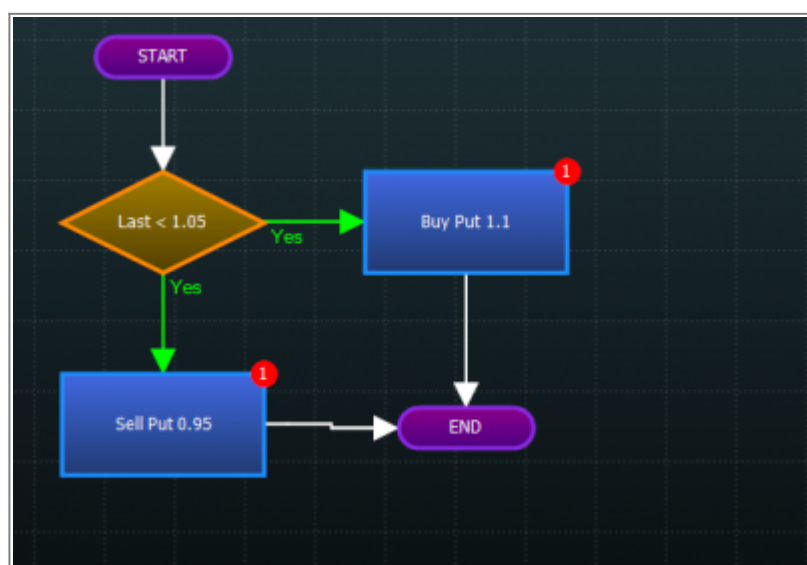 START
1
Last < 1.05
Buy Put 1.1
Yes
Yes
1
Sell Put 0.95
END